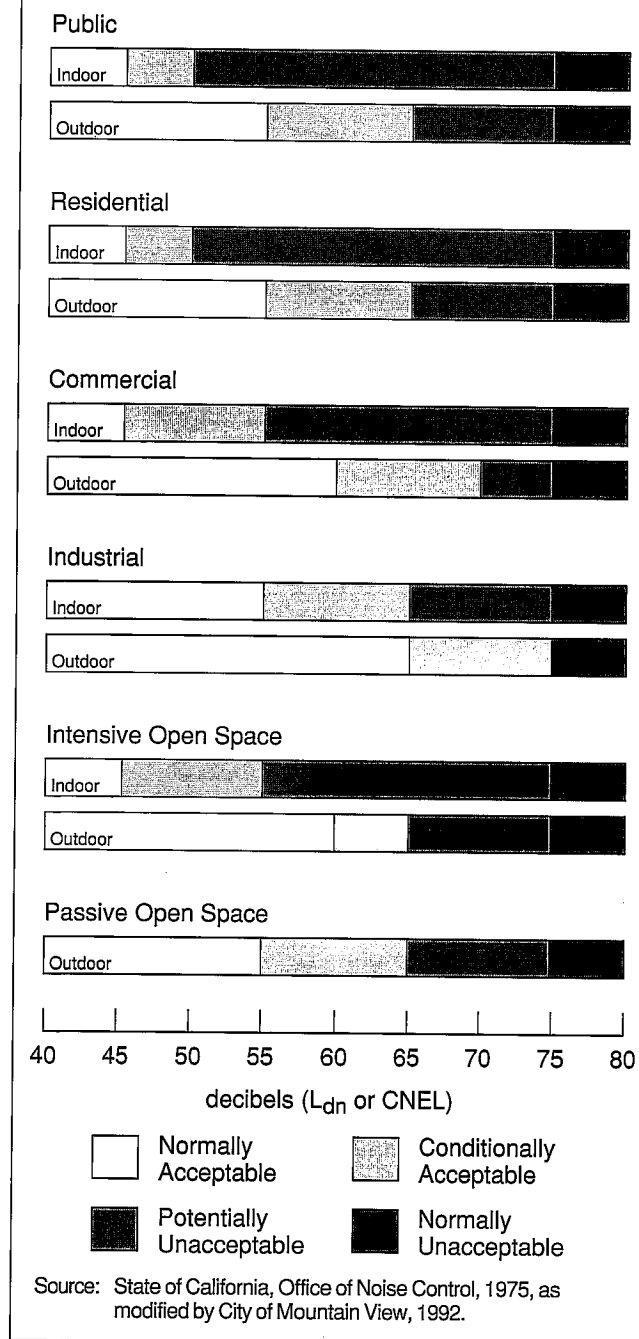 Public
Indoor
Outdoor
Residential
Indoor
Outdoor
Commercial
Indoor
Outdoor
Industrial
Indoor
Outdoor
Intensive Open Space
Indoor
Outdoor
Passive Open Space
Outdoor
40 45 50 55 60 65 70 75 80
decibels (Ldn or CNEL)
Normally Acceptable
Conditionally Acceptable
Potentially Unacceptable
Normally Unacceptable
Source: State of California, Office of Noise Control, 1975, as
modified by City of Mountain View, 1992.